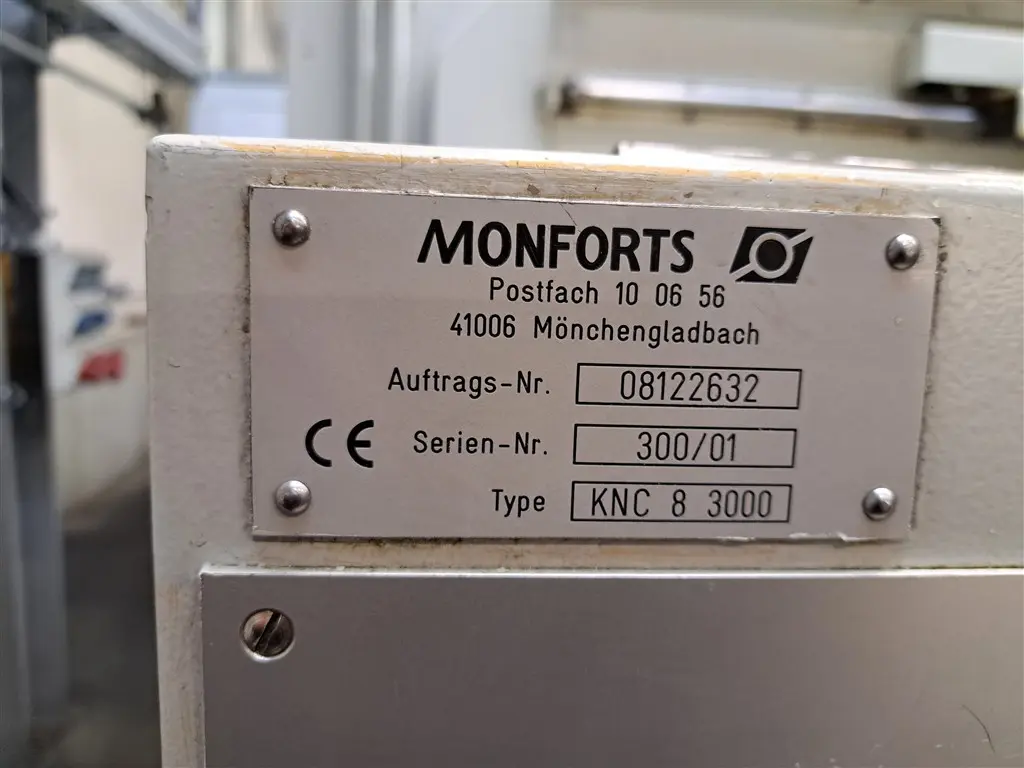 MONFORTS
Postfach 10 06 56
41006 Mönchengladbach
Auftrags-Nr. 08122632
CE Serien-Nr. 300/01
Type KNC 8 3000